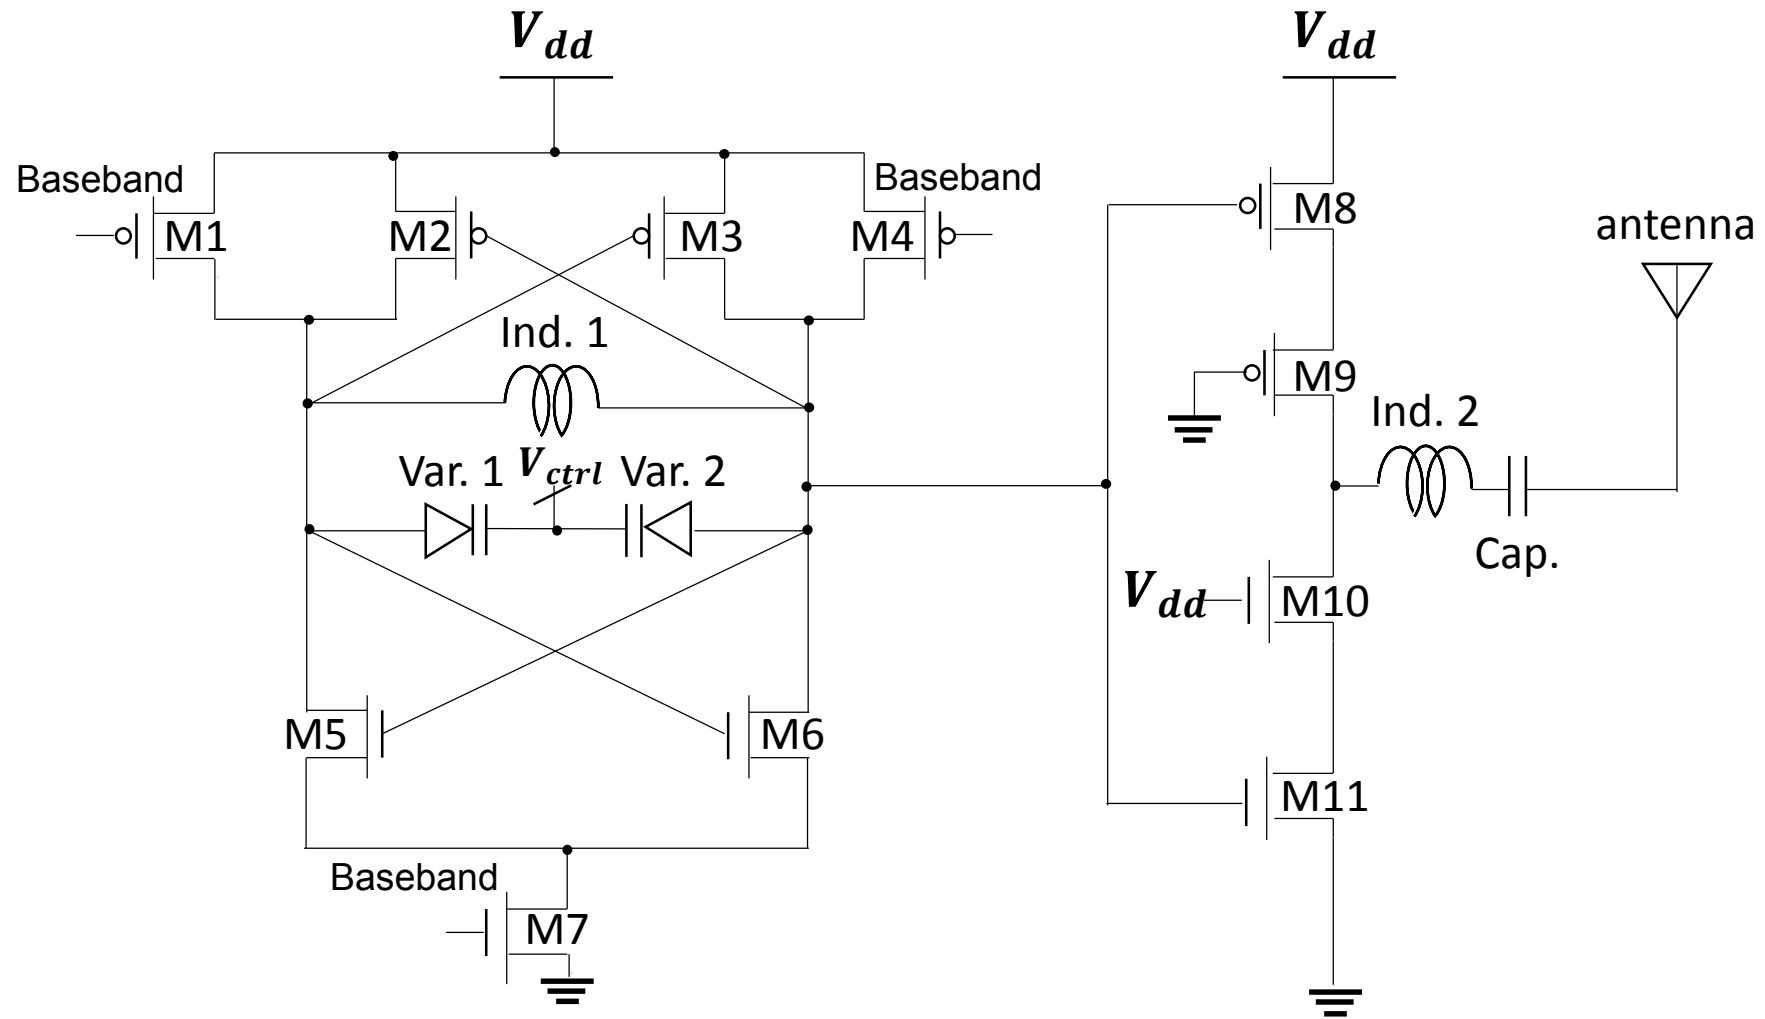 Vdd
Vdd
Baseband
Baseband
M1
M2
M3
M4
M8
antenna
Ind. 1
M9
Ind. 2
Var. 1
Vctrl
Var. 2
Cap.
Vdd
M10
M5
M6
M11
Baseband
M7